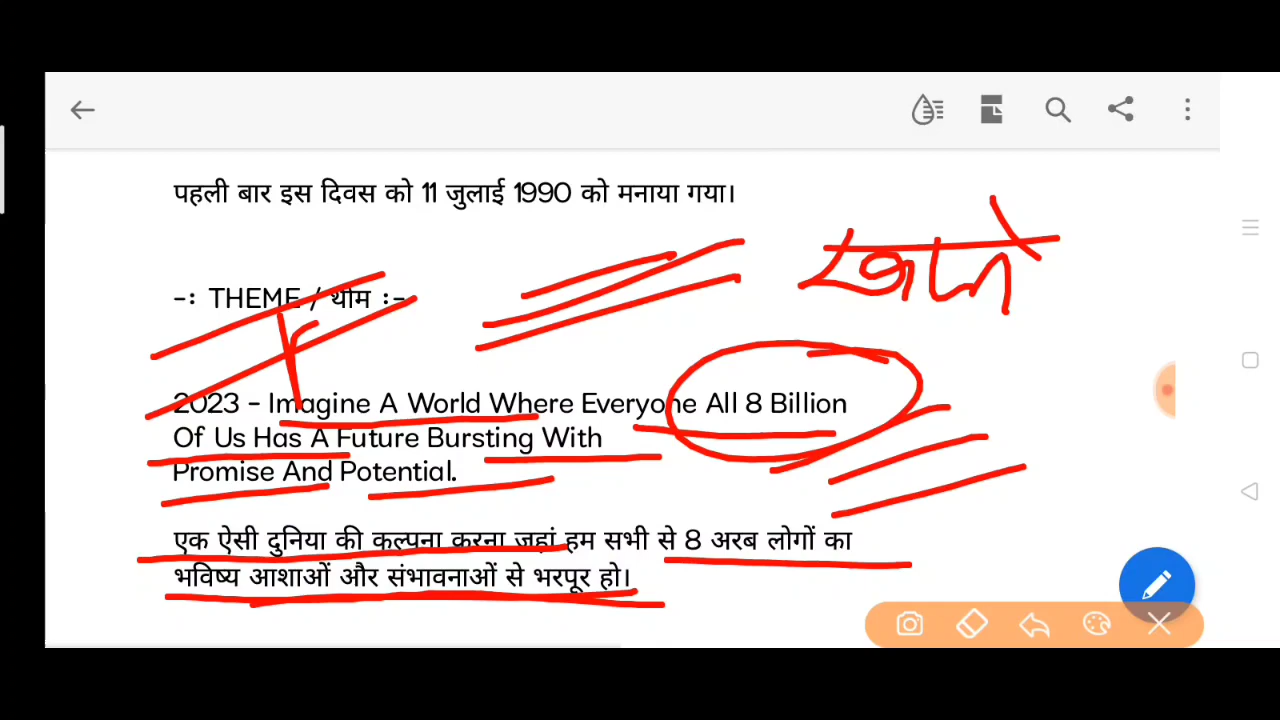 पहली बार इस दिवस को 11 जुलाई 1990 को मनाया गया।
-: THEME / थीम :-
2023 - Imagine A World Where Everyone All 8 Billion
Of Us Has A Future Bursting With
Promise And Potential.
एक ऐसी दुनिया की कल्पना करना जहां हम सभी से 8 अरब लोगों का
भविष्य आशाओं और संभावनाओं से भरपूर हो।